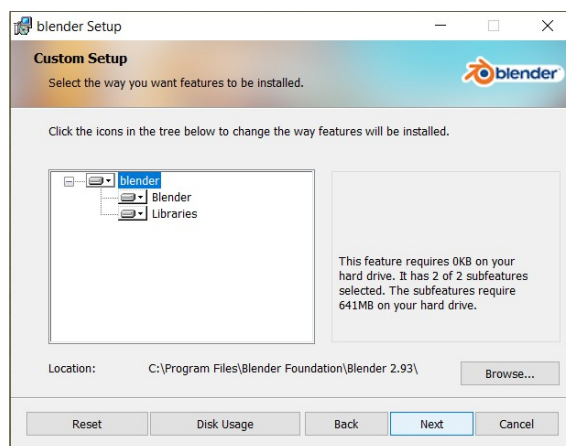 blender Setup
Custom Setup
Select the way you want features to be installed.
blender
Click the icons in the tree below to change the way features will be installed.
blender
Blender
Libraries
This feature requires 0KB on your
hard drive. It has 2 of 2 subfeatures
selected. The subfeatures require
641MB on your hard drive.
Location: C:\Program Files\Blender Foundation\Blender 2.93\
Browse...
Reset Disk Usage Back Next Cancel